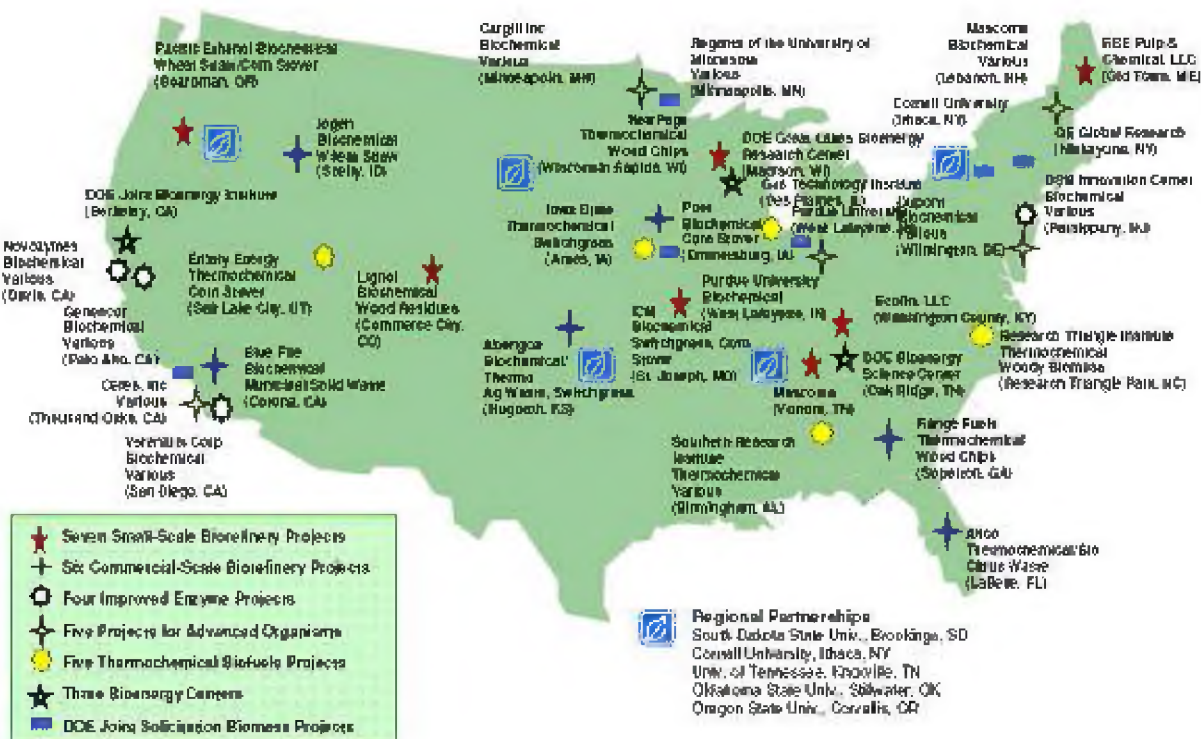 Pacific Ethanol Biochemical
Wheat Straw/Corn Stover
(Boardman, OR)
Cargill Inc
Biochemical
Various
(Minneapolis, MN)
Regents of the University of
Minnesota
Various
(Minneapolis, MN)
Mascoma
Biochemical
Various
(Lebanon, NH)
RSE Pulp &
Chemical, LLC
(Old Town, ME)
Cornell University
(Ithaca, NY)
GE Global Research
(Niskayuna, NY)
Iogen
Biochemical
Wheat Straw
(Shelly, ID)
NewPage
Thermochemical
Wood Chips
(Wisconsin Rapids, WI)
DOE Great Lakes Bioenergy
Research Center
(Madison, WI)
Gas Technology Institute
(Des Plaines, IL)
DSM Innovation Center
Biochemical
Various
(Parsippany, NJ)
DOE Joint Bioenergy Institute
(Berkeley, CA)
Iowa State
Thermochemical
Switchgrass
(Ames, IA)
Poet
Biochemical
Corn Stover
(Emmetsburg, IA)
Purdue University
(West Lafayette, IN)
Dupont
Biochemical
Various
(Wilmington, DE)
Novozymes
Biochemical
Various
(Davis, CA)
Emery Energy
Thermochemical
Corn Stover
(Salt Lake City, UT)
Lignol
Biochemical
Wood Residues
(Commerce City,
CO)
Purdue University
Biochemical
(West Lafayette, IN)
Genencor
Biochemical
Various
(Palo Alto, CA)
Abengoa
Biochemical/
Thermo
Ag Waste, Switchgrass
(Hugoton, KS)
ICM
Biochemical
Switchgrass, Corn
Stover
(St. Joseph, MO)
Ecofin, LLC
(Washington County, KY)
Research Triangle Institute
Thermochemical
Woody Biomass
(Research Triangle Park, NC)
Blue Fire
Biochemical
Municipal Solid Waste
(Corona, CA)
DOE Bioenergy
Science Center
(Oak Ridge, TN)
Ceres, Inc
Various
(Thousand Oaks, CA)
Mascoma
(Vonore, TN)
Verenium Corp
Biochemical
Various
(San Diego, CA)
Southern Research
Institute
Thermochemical
Various
(Birmingham, AL)
Range Fuels
Thermochemical
Wood Chips
(Soperton, GA)
Alico
Thermochemical/Bio
Citrus Waste
(LaBelle, FL)
Seven Small-Scale Biorefinery Projects
Six Commercial-Scale Biorefinery Projects
Four Improved Enzyme Projects
Five Projects for Advanced Organisms
Five Thermochemical Biofuels Projects
Three Bioenergy Centers
DOE Joint Solicitation Biomass Projects
Regional Partnerships
South Dakota State Univ., Brookings, SD
Cornell University, Ithaca, NY
Univ. of Tennessee, Knoxville, TN
Oklahoma State Univ., Stillwater, OK
Oregon State Univ., Corvallis, OR